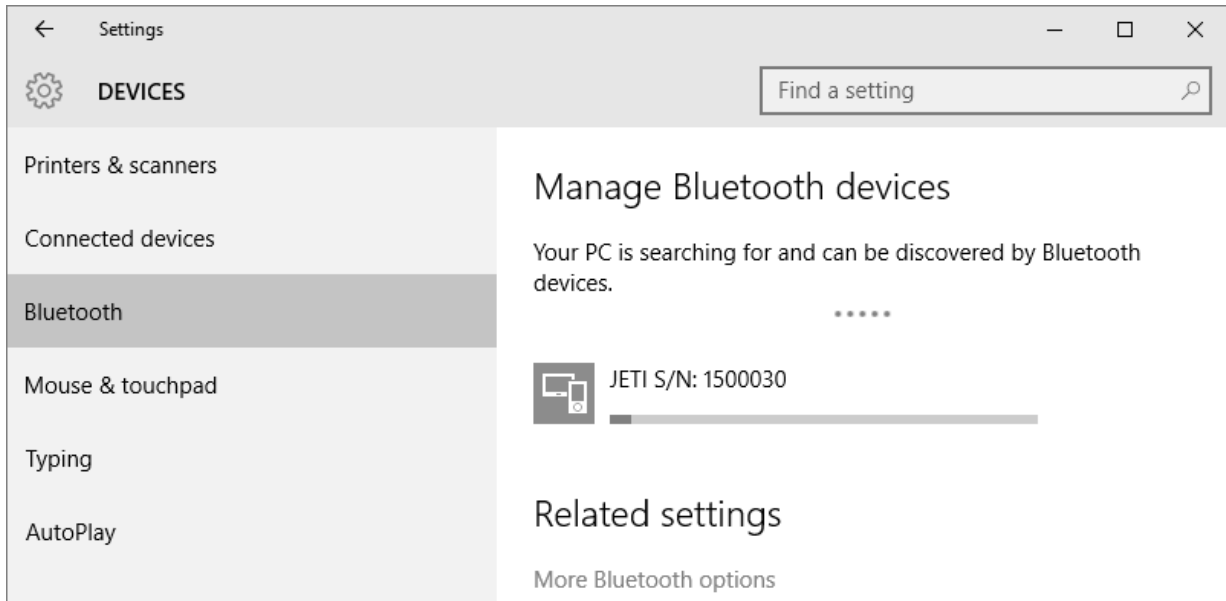 Settings
DEVICES
Find a setting
Printers & scanners
Connected devices
Bluetooth
Mouse & touchpad
Typing
AutoPlay
Manage Bluetooth devices
Your PC is searching for and can be discovered by Bluetooth
devices.
JETI S/N: 1500030
Related settings
More Bluetooth options